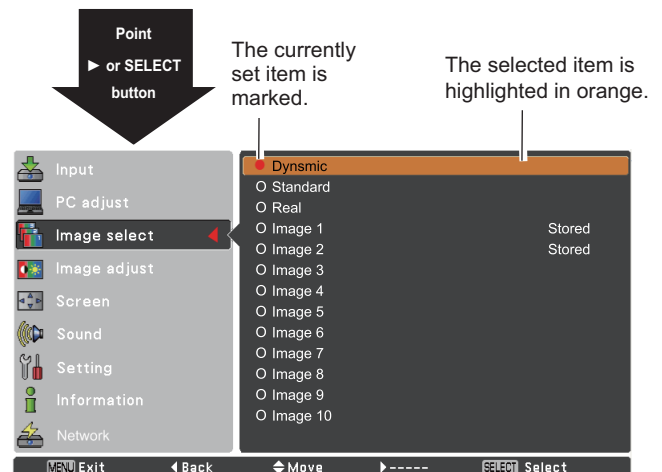 Point
► or SELECT
button
The currently
set item is
marked.
The selected item is
highlighted in orange.
Input
PC adjust
Image select
Image adjust
Screen
Sound
Setting
Information
Network
Dynsmic
O Standard
O Real
O Image 1 Stored
O Image 2 Stored
O Image 3
O Image 4
O Image 5
O Image 6
O Image 7
O Image 8
O Image 9
O Image 10
MENU Exit ◀Back Move ▶----- SELECT Select